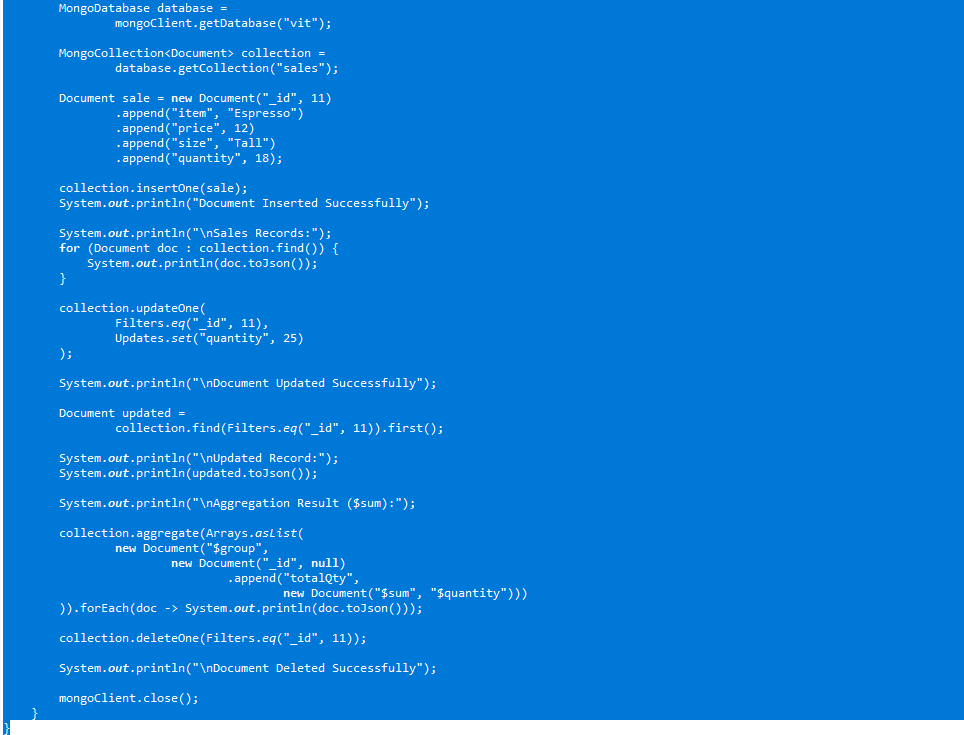 MongoDatabase database =
mongoClient.getDatabase("vit");
MongoCollection<Document> collection =
database.getCollection("sales");
Document sale = new Document("_id", 11)
.append("item", "Espresso")
.append("price", 12)
.append("size", "Tall")
.append("quantity", 18);
collection.insertOne(sale);
System.out.println("Document Inserted Successfully");
System.out.println("\nSales Records:");
for (Document doc : collection.find()) {
System.out.println(doc.toJson());
}
collection.updateOne(
Filters.eq("_id", 11),
Updates.set("quantity", 25)
);
System.out.println("\nDocument Updated Successfully");
Document updated =
collection.find(Filters.eq("_id", 11)).first();
System.out.println("\nUpdated Record:");
System.out.println(updated.toJson());
System.out.println("\nAggregation Result ($sum):");
collection.aggregate(Arrays.asList(
new Document("$group",
new Document("_id", null)
.append("totalQty",
new Document("$sum", "$quantity")))
)).forEach(doc -> System.out.println(doc.toJson()));
collection.deleteOne(Filters.eq("_id", 11));
System.out.println("\nDocument Deleted Successfully");
mongoClient.close();
}
}